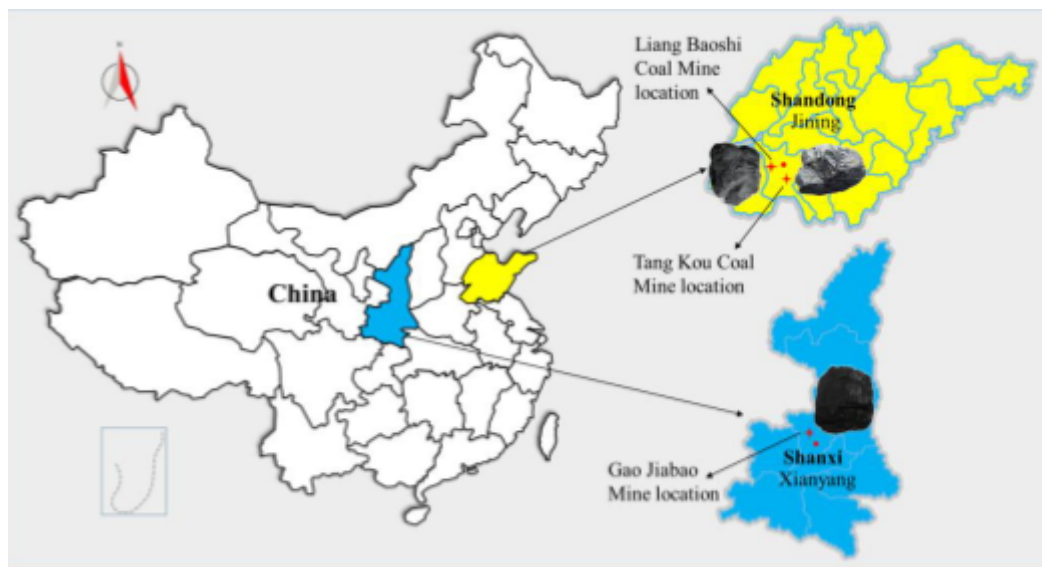 Liang Baoshi
Coal Mine
location
Shandong
Jining
Tang Kou Coal
Mine location
China
Gao Jiabao
Mine location
Shanxi
Xianyang